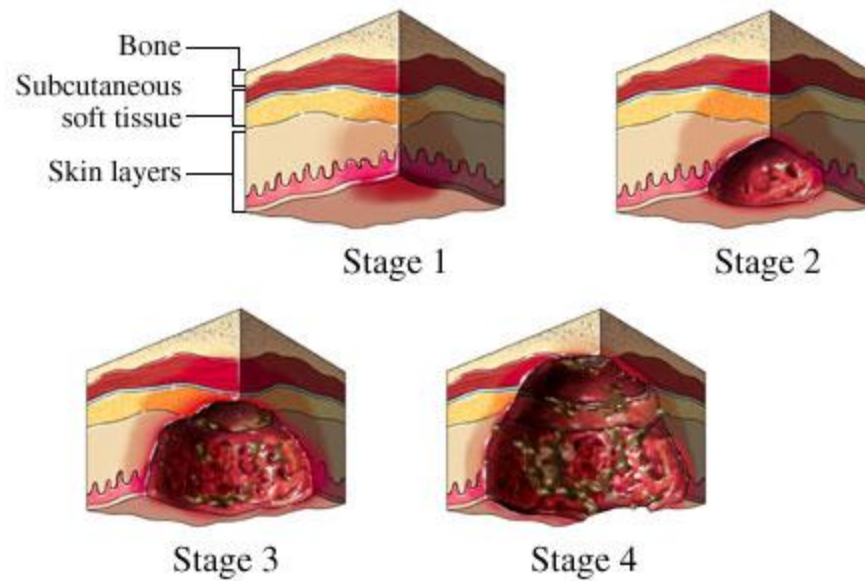 Bone
Subcutaneous
soft tissue
Skin layers
Stage 1
Stage 2
Stage 3
Stage 4